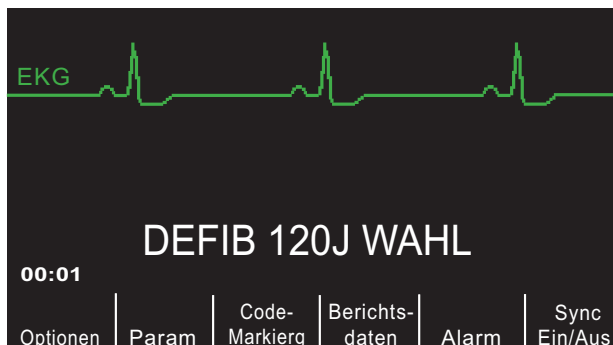 EKG
DEFIB 120J WAHL
00:01
Optionen
Param
Code-
Markierg
Berichts-
daten
Alarm
Sync
Ein/Aus